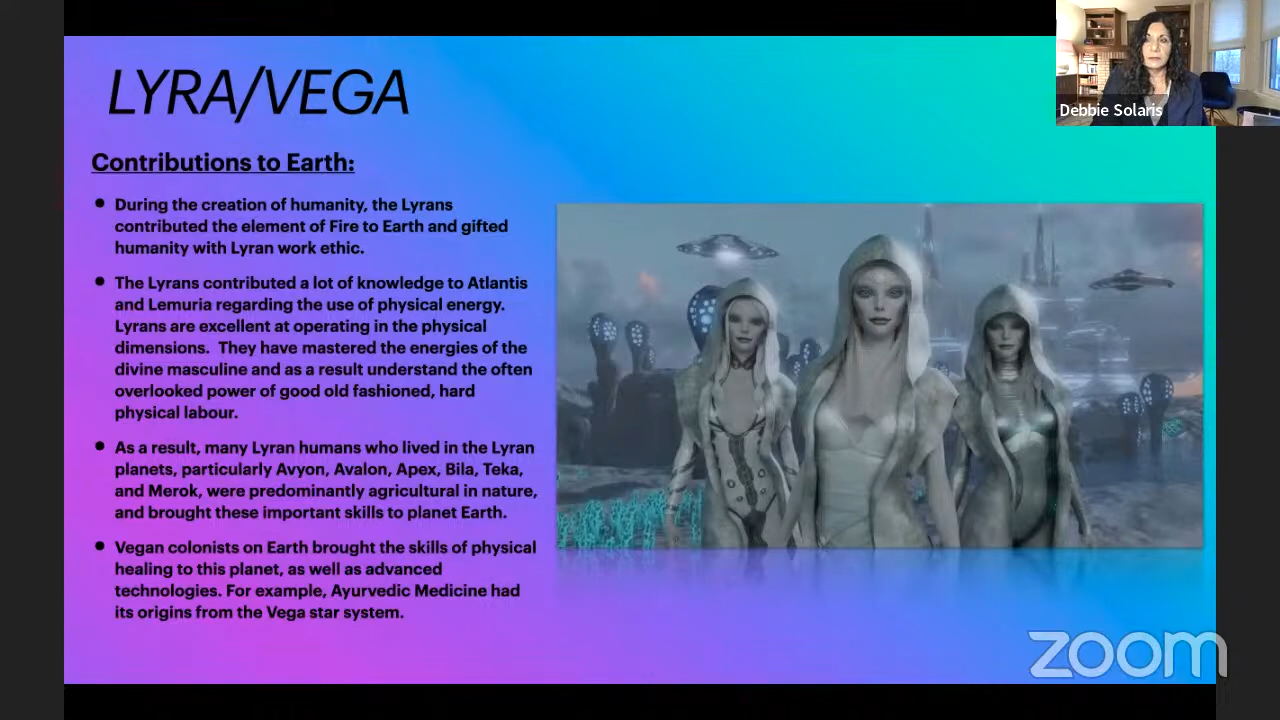 LYRA/VEGA
Debbie Solaris
Contributions to Earth:
During the creation of humanity, the Lyrans
contributed the element of Fire to Earth and gifted
humanity with Lyran work ethic.
The Lyrans contributed a lot of knowledge to Atlantis
and Lemuria regarding the use of physical energy.
Lyrans are excellent at operating in the physical
dimensions. They have mastered the energies of the
divine masculine and as a result understand the often
overlooked power of good old fashioned, hard
physical labour.
As a result, many Lyran humans who lived in the Lyran
planets, particularly Avyon, Avalon, Apex, Bila, Teka,
and Merok, were predominantly agricultural in nature,
and brought these important skills to planet Earth.
Vegan colonists on Earth brought the skills of physical
healing to this planet, as well as advanced
technologies. For example, Ayurvedic Medicine had
its origins from the Vega star system.
zoom